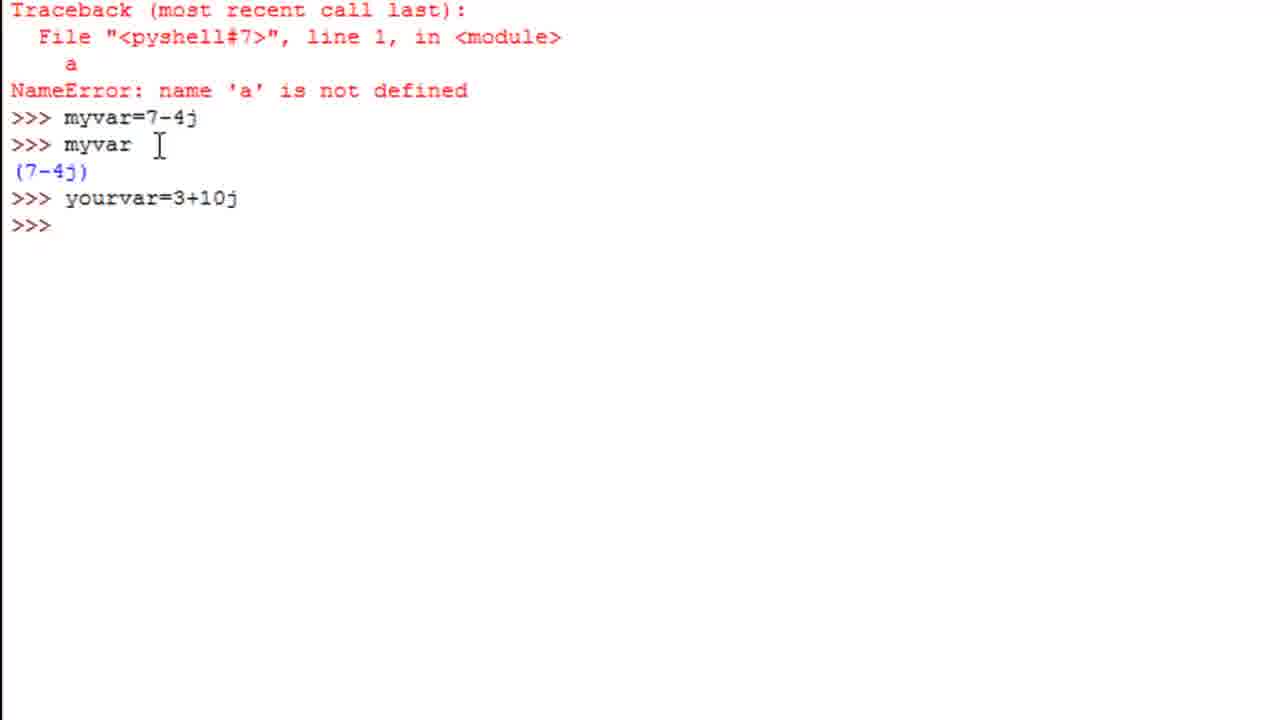 Traceback (most recent call last):
  File "<pyshell#7>", line 1, in <module>
    a
NameError: name 'a' is not defined
>>> myvar=7-4j
>>> myvar
(7-4j)
>>> yourvar=3+10j
>>>